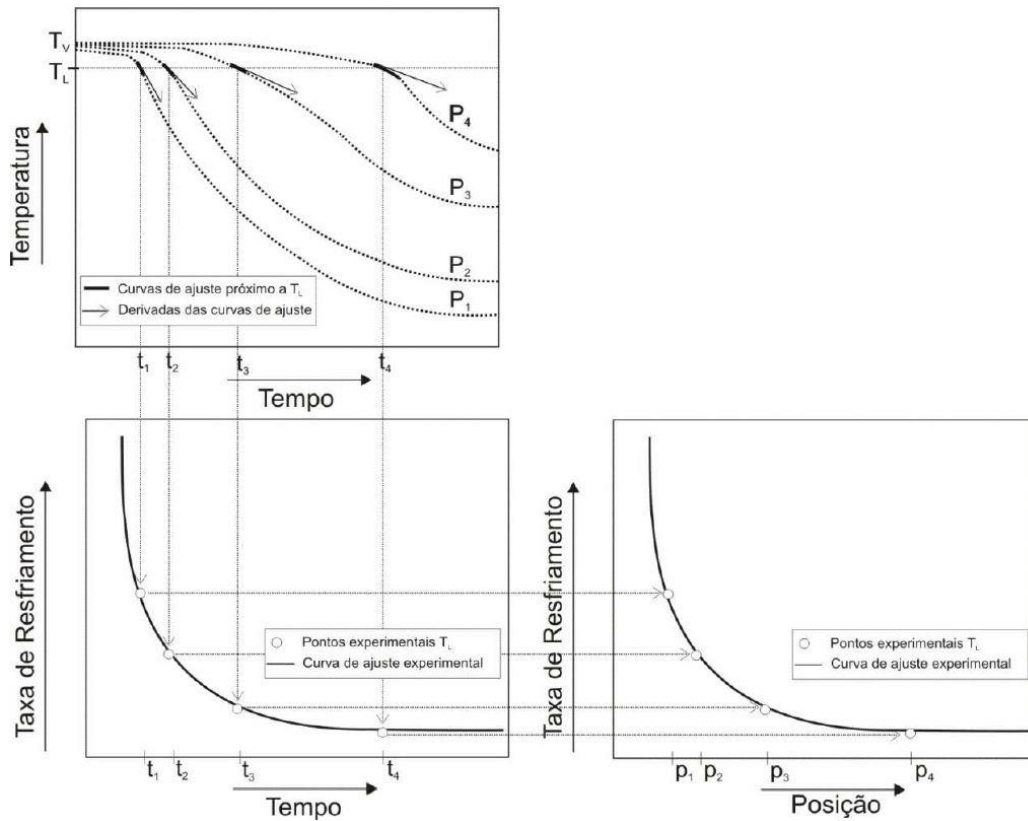 T_V
T_L
Temperatura
P_4
P_3
P_2
P_1
Curvas de ajuste próximo a T_L
Derivadas das curvas de ajuste
t_1 t_2 t_3 t_4
Tempo
Taxa de Resfriamento
Pontos experimentais T_L
Curva de ajuste experimental
t_1 t_2 t_3 t_4
Tempo
Taxa de Resfriamento
Pontos experimentais T_L
Curva de ajuste experimental
p_1 p_2 p_3 p_4
Posição